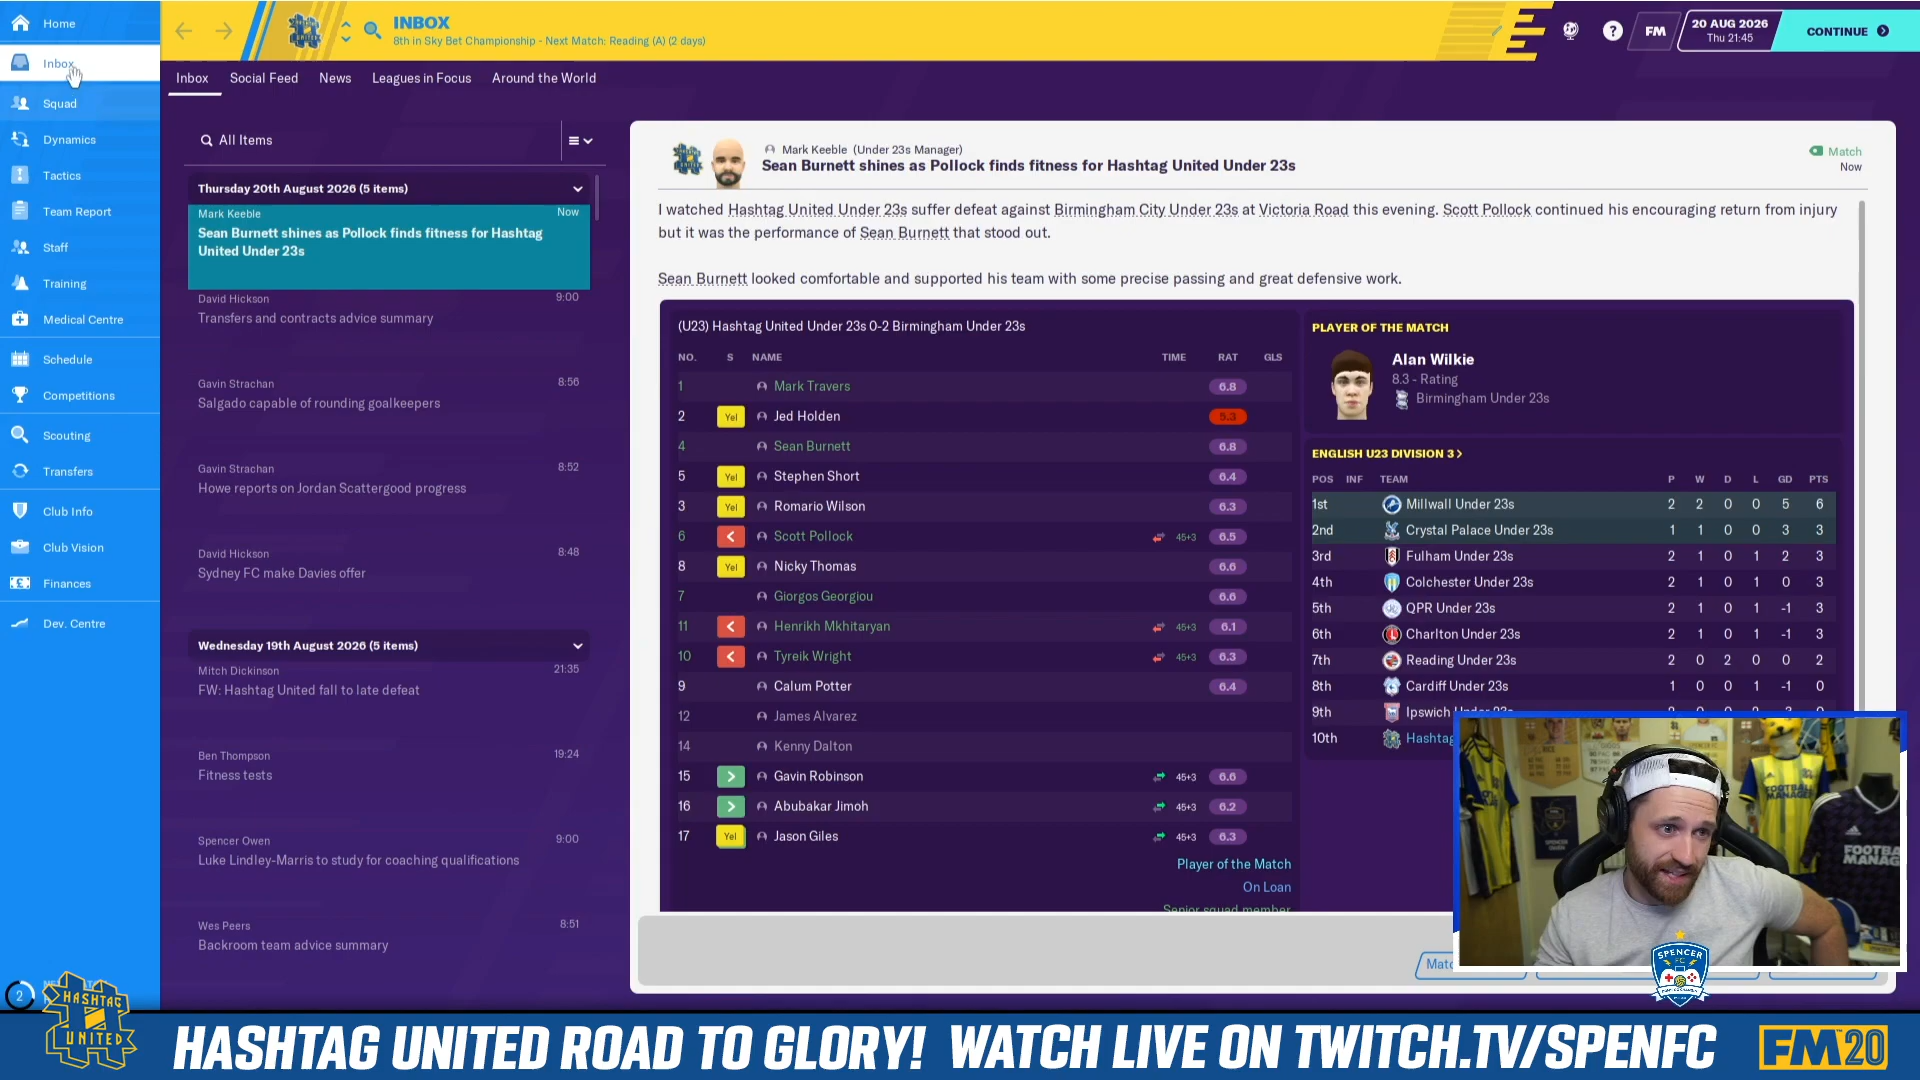 Home
Inbox
Squad
Dynamics
Tactics
Team Report
Staff
Training
Medical Centre
Schedule
Competitions
Scouting
Transfers
Club Info
Club Vision
Finances
Dev. Centre
2
INBOX
8th in Sky Bet Championship - Next Match: Reading (A) (2 days)
FM
20 AUG 2026
Thu 21:45
CONTINUE
Inbox Social Feed News Leagues in Focus Around the World
All Items
Thursday 20th August 2026 (5 items)
Mark Keeble Now
Sean Burnett shines as Pollock finds fitness for Hashtag
United Under 23s
David Hickson 9:00
Transfers and contracts advice summary
Gavin Strachan 8:56
Salgado capable of rounding goalkeepers
Gavin Strachan 8:52
Howe reports on Jordan Scattergood progress
David Hickson 8:48
Sydney FC make Davies offer
Wednesday 19th August 2026 (5 items)
Mitch Dickinson 21:35
FW: Hashtag United fall to late defeat
Ben Thompson 19:24
Fitness tests
Spencer Owen 9:00
Luke Lindley-Marris to study for coaching qualifications
Wes Peers 8:51
Backroom team advice summary
Mark Keeble (Under 23s Manager)
Sean Burnett shines as Pollock finds fitness for Hashtag United Under 23s
Match
Now
I watched Hashtag United Under 23s suffer defeat against Birmingham City Under 23s at Victoria Road this evening. Scott Pollock continued his encouraging return from injury
but it was the performance of Sean Burnett that stood out.
Sean Burnett looked comfortable and supported his team with some precise passing and great defensive work.
(U23) Hashtag United Under 23s 0-2 Birmingham Under 23s
NO. S NAME TIME RAT GLS
1 Mark Travers 6.8
2 Yel Jed Holden 5.3
4 Sean Burnett 6.8
5 Yel Stephen Short 6.4
3 Yel Romario Wilson 6.3
6 Scott Pollock 45+3 6.5
8 Yel Nicky Thomas 6.6
7 Giorgos Georgiou 6.6
11 Henrikh Mkhitaryan 45+3 6.1
10 Tyreik Wright 45+3 6.3
9 Calum Potter 6.4
12 James Alvarez
14 Kenny Dalton
15 Gavin Robinson 45+3 6.6
16 Abubakar Jimoh 45+3 6.2
17 Yel Jason Giles 45+3 6.3
Player of the Match
On Loan
Senior squad member
PLAYER OF THE MATCH
Alan Wilkie
8.3 - Rating
Birmingham Under 23s
ENGLISH U23 DIVISION 3 >
POS INF TEAM P W D L GD PTS
1st Millwall Under 23s 2 2 0 0 5 6
2nd Crystal Palace Under 23s 1 1 0 0 3 3
3rd Fulham Under 23s 2 1 0 1 2 3
4th Colchester Under 23s 2 1 0 1 0 3
5th QPR Under 23s 2 1 0 1 -1 3
6th Charlton Under 23s 2 1 0 1 -1 3
7th Reading Under 23s 2 0 2 0 0 2
8th Cardiff Under 23s 1 0 0 1 -1 0
9th Ipswich Under 23s
10th Hashtag
FOOTBALL
MANAGER
FOOTBA
MANAG
SPENCER
FC
HASHTAG
UNITED
HASHTAG UNITED ROAD TO GLORY! WATCH LIVE ON TWITCH.TV/SPENFC
FM20